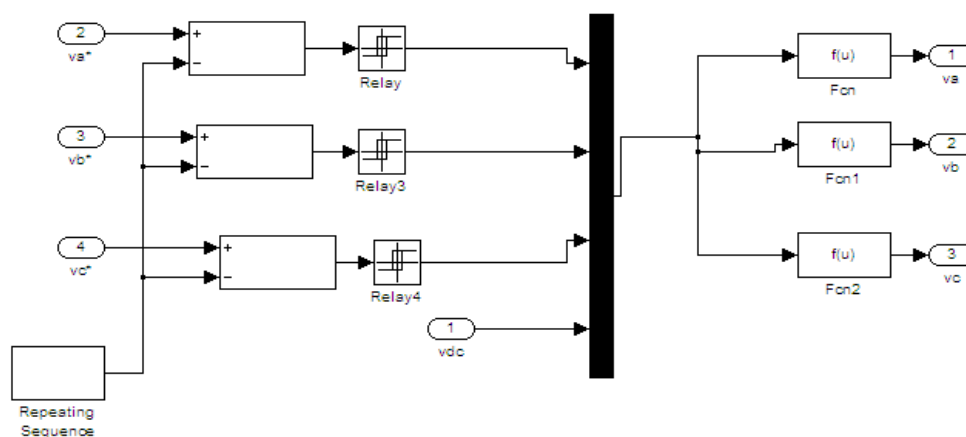 2
va*
+
−
Relay
3
vb*
+
−
Relay3
4
vc*
+
−
Relay4
1
vdc
Repeating
Sequence
f(u)
Fcn
1
va
f(u)
Fcn1
2
vb
f(u)
Fcn2
3
vc